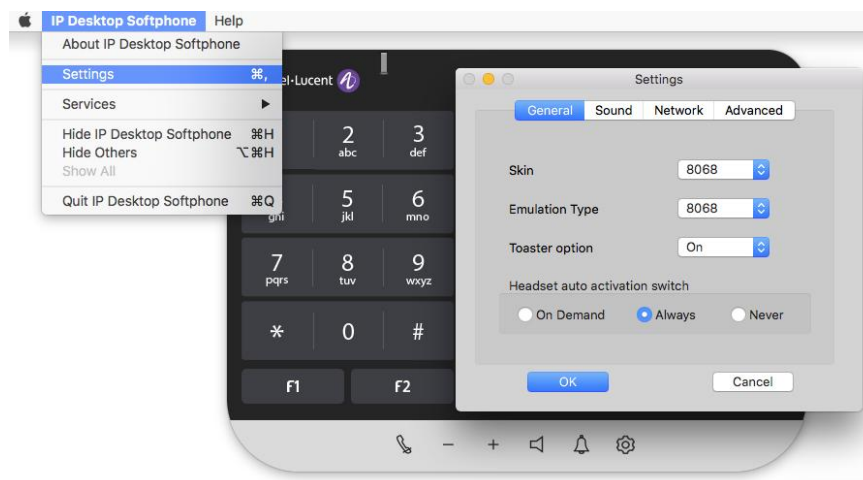 IP Desktop Softphone Help
About IP Desktop Softphone
Settings ⌘,
Services ▶
Hide IP Desktop Softphone ⌘H
Hide Others ⌥⌘H
Show All
Quit IP Desktop Softphone ⌘Q
el·Lucent
2 3
abc def
5 6
ghi jkl mno
7 8 9
pqrs tuv wxyz
* 0 #
F1 F2
Settings
General Sound Network Advanced
Skin 8068
Emulation Type 8068
Toaster option On
Headset auto activation switch
On Demand Always Never
OK Cancel